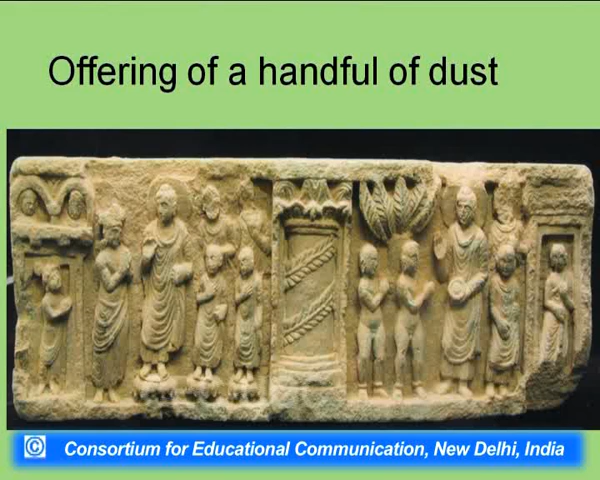 Offering of a handful of dust
© Consortium for Educational Communication, New Delhi, India